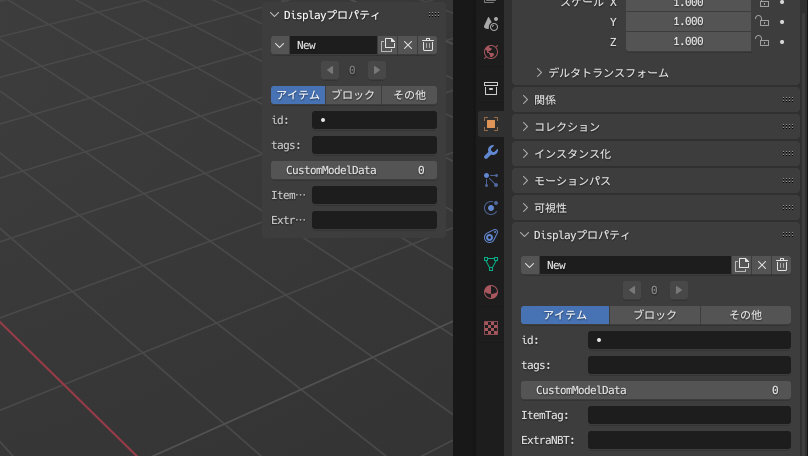 Displayプロパティ
New
0
アイテム ブロック その他
id:
tags:
CustomModelData 0
Item…
Extr…
スケール X 1.000
Y 1.000
Z 1.000
デルタトランスフォーム
関係
コレクション
インスタンス化
モーションパス
可視性
Displayプロパティ
New
0
アイテム ブロック その他
id:
tags:
CustomModelData 0
ItemTag:
ExtraNBT: